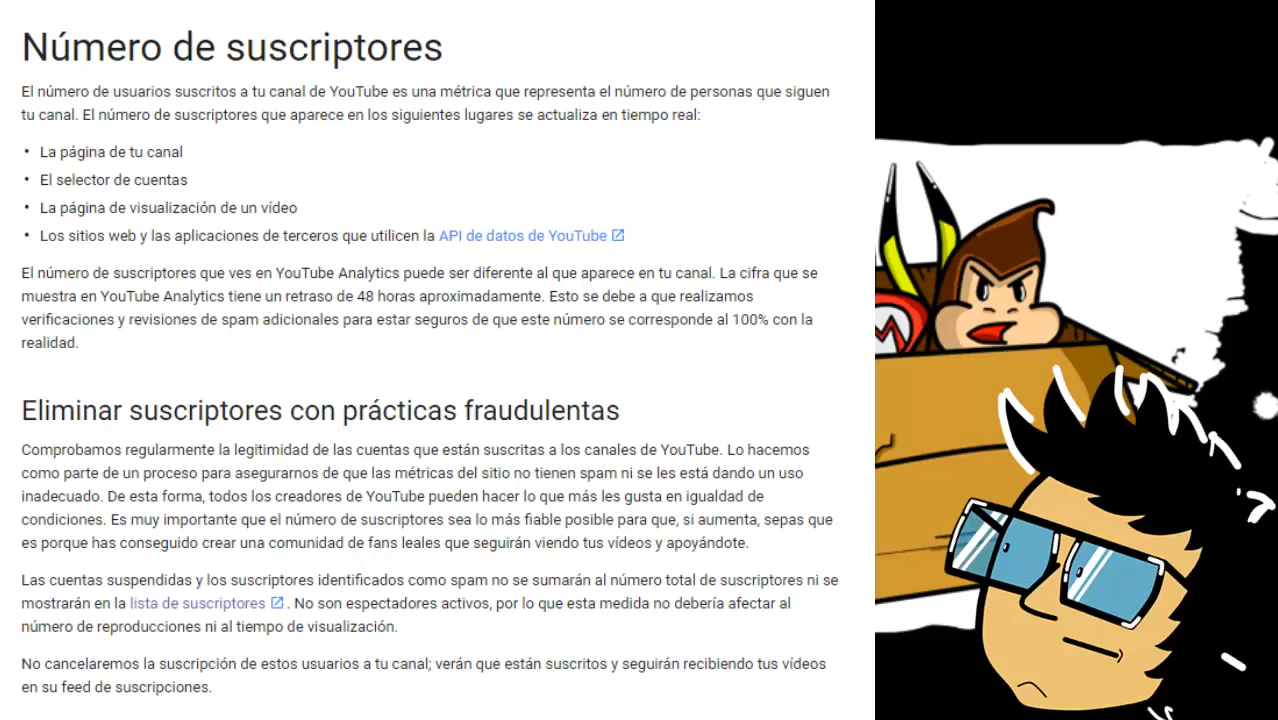 Número de suscriptores
El número de usuarios suscritos a tu canal de YouTube es una métrica que representa el número de personas que siguen
tu canal. El número de suscriptores que aparece en los siguientes lugares se actualiza en tiempo real:
• La página de tu canal
• El selector de cuentas
• La página de visualización de un vídeo
• Los sitios web y las aplicaciones de terceros que utilicen la API de datos de YouTube
El número de suscriptores que ves en YouTube Analytics puede ser diferente al que aparece en tu canal. La cifra que se
muestra en YouTube Analytics tiene un retraso de 48 horas aproximadamente. Esto se debe a que realizamos
verificaciones y revisiones de spam adicionales para estar seguros de que este número se corresponde al 100% con la
realidad.
Eliminar suscriptores con prácticas fraudulentas
Comprobamos regularmente la legitimidad de las cuentas que están suscritas a los canales de YouTube. Lo hacemos
como parte de un proceso para asegurarnos de que las métricas del sitio no tienen spam ni se les está dando un uso
inadecuado. De esta forma, todos los creadores de YouTube pueden hacer lo que más les gusta en igualdad de
condiciones. Es muy importante que el número de suscriptores sea lo más fiable posible para que, si aumenta, sepas que
es porque has conseguido crear una comunidad de fans leales que seguirán viendo tus vídeos y apoyándote.
Las cuentas suspendidas y los suscriptores identificados como spam no se sumarán al número total de suscriptores ni se
mostrarán en la lista de suscriptores . No son espectadores activos, por lo que esta medida no debería afectar al
número de reproducciones ni al tiempo de visualización.
No cancelaremos la suscripción de estos usuarios a tu canal; verán que están suscritos y seguirán recibiendo tus vídeos
en su feed de suscripciones.